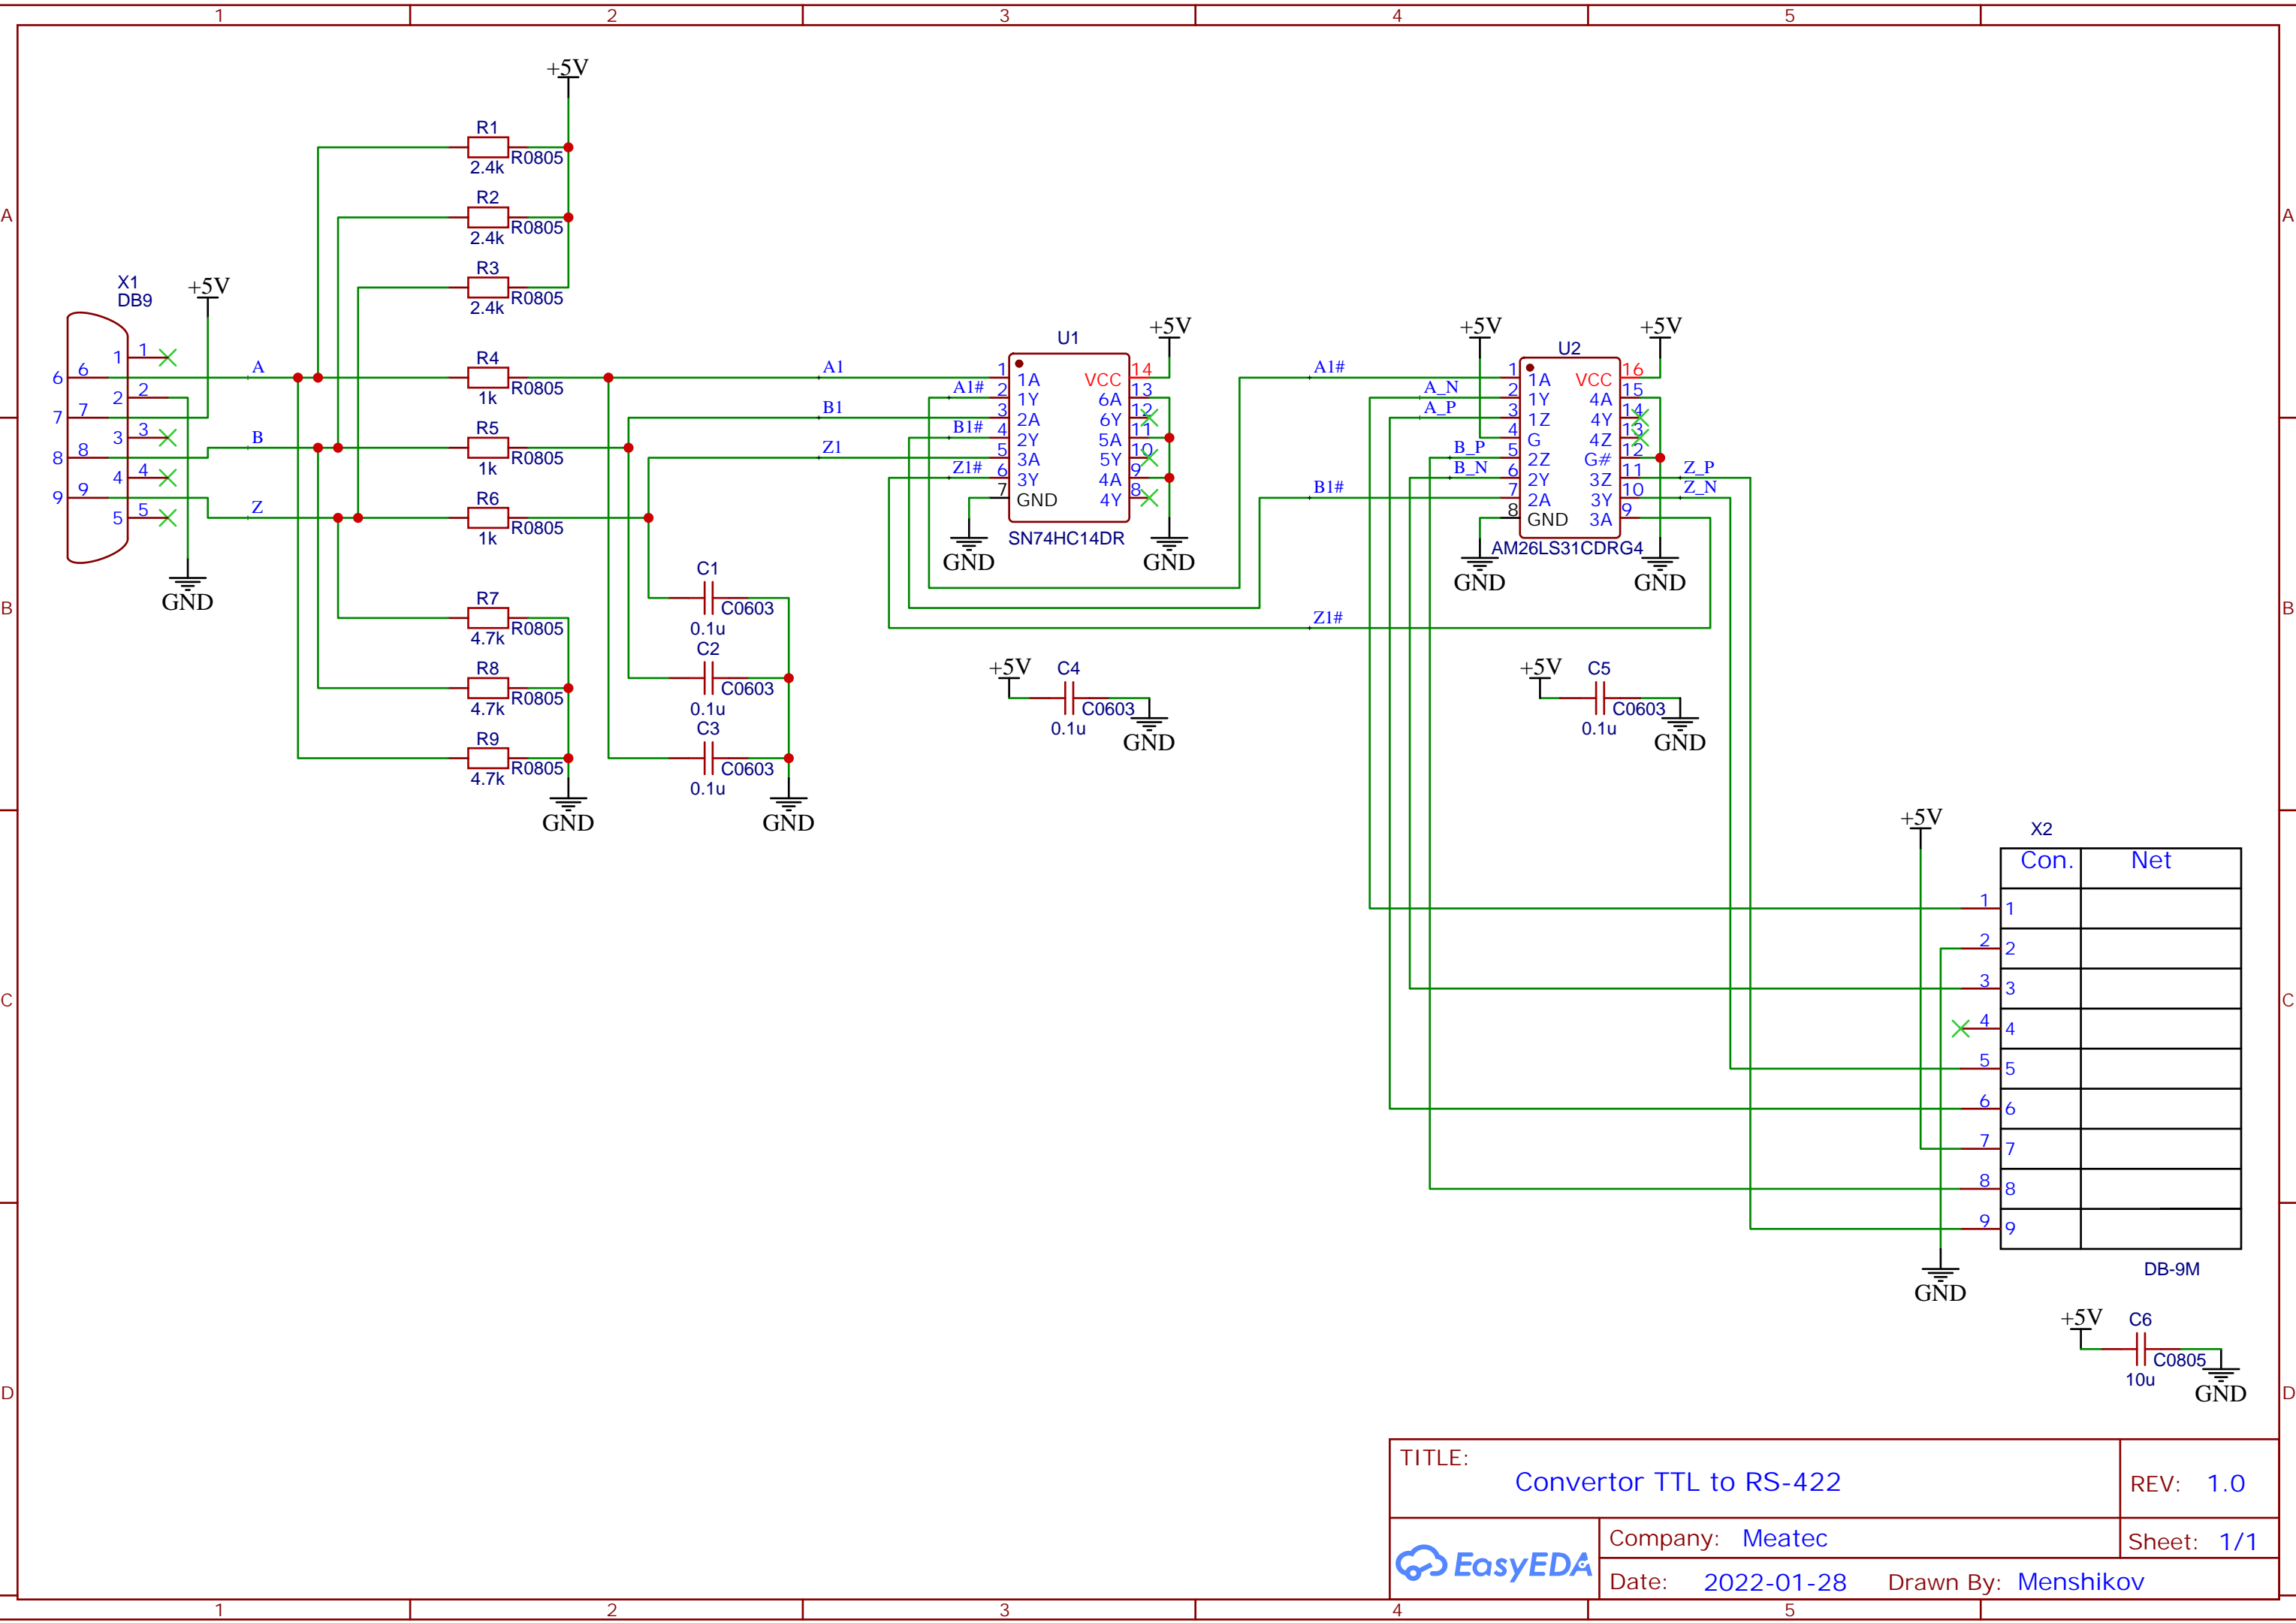 1 2 3 4 5
A
B
C
D
A
B
C
D
+5V
R1
R0805
2.4k
R2
R0805
2.4k
R3
R0805
2.4k
X1
DB9
+5V
1 1
6 6
A
2 2
7 7
3 3
B
8 8
4 4
9 9
Z
5 5
GND
R4
R0805
1k
R5
R0805
1k
R6
R0805
1k
R7
R0805
4.7k
R8
R0805
4.7k
R9
R0805
4.7k
GND
C1
C0603
0.1u
C2
C0603
0.1u
C3
C0603
0.1u
GND
A1
B1
Z1
A1#
B1#
Z1#
U1
+5V
1 1A VCC 14
2 1Y 6A 13
3 2A 6Y 12
4 2Y 5A 11
5 3A 5Y 10
6 3Y 4A 9
7 GND 4Y 8
SN74HC14DR
GND
GND
+5V
C4
C0603
0.1u
GND
A1#
A_N
A_P
B_P
B_N
B1#
Z1#
+5V
U2
+5V
1 1A VCC 16
2 1Y 4A 15
3 1Z 4Y 14
4 G 4Z 13
5 2Z G# 12
6 2Y 3Z 11
7 2A 3Y 10
8 GND 3A 9
Z_P
Z_N
AM26LS31CDRG4
GND
GND
+5V
C5
C0603
0.1u
GND
+5V
X2
Con. Net
1 1
2 2
3 3
4 4
5 5
6 6
7 7
8 8
9 9
DB-9M
GND
+5V
C6
C0805
10u
GND
TITLE:
Convertor TTL to RS-422
REV: 1.0
EasyEDA
Company: Meatec
Sheet: 1/1
Date: 2022-01-28 Drawn By: Menshikov
1 2 3 4 5